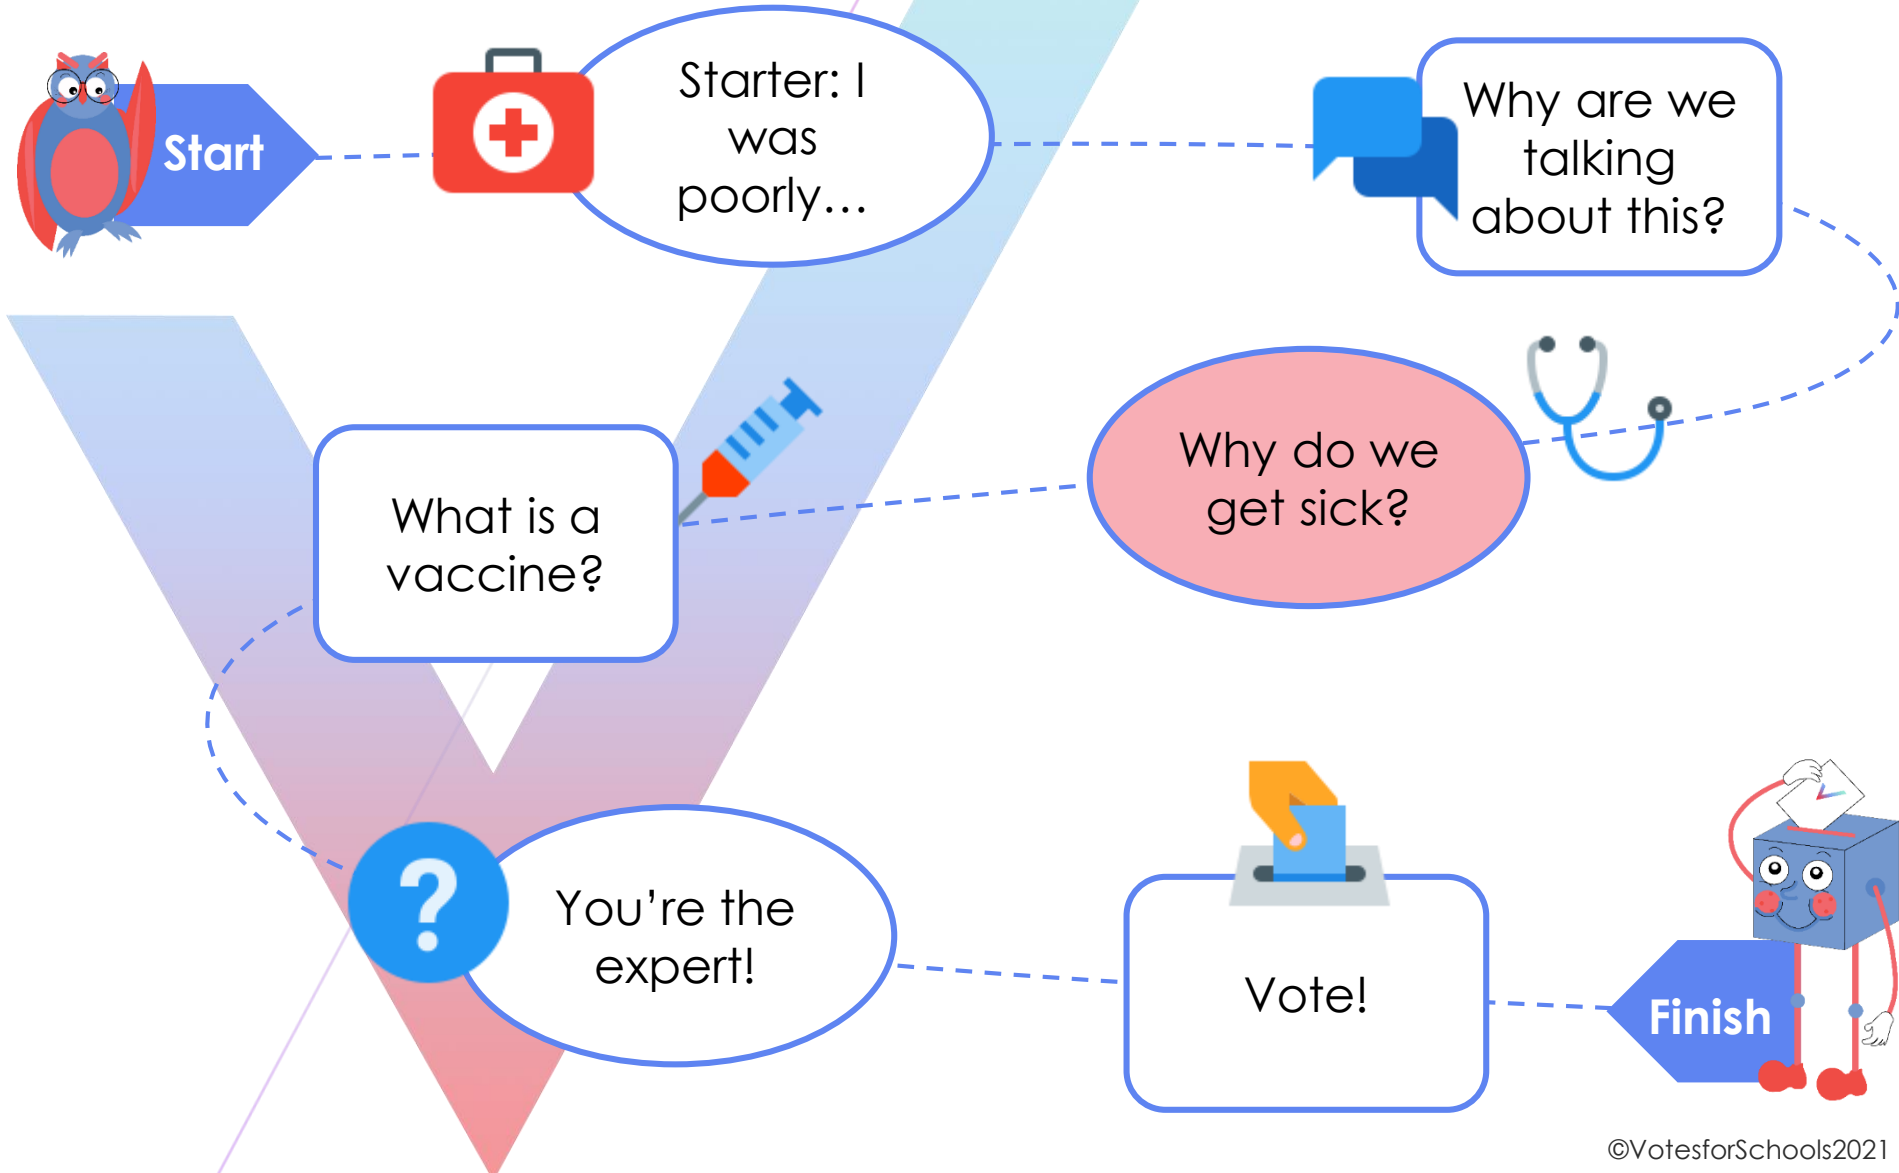 Start
Starter: I
was
poorly…
Why are we
talking
about this?
Why do we
get sick?
What is a
vaccine?
?
You’re the
expert!
Vote!
Finish
©VotesforSchools2021